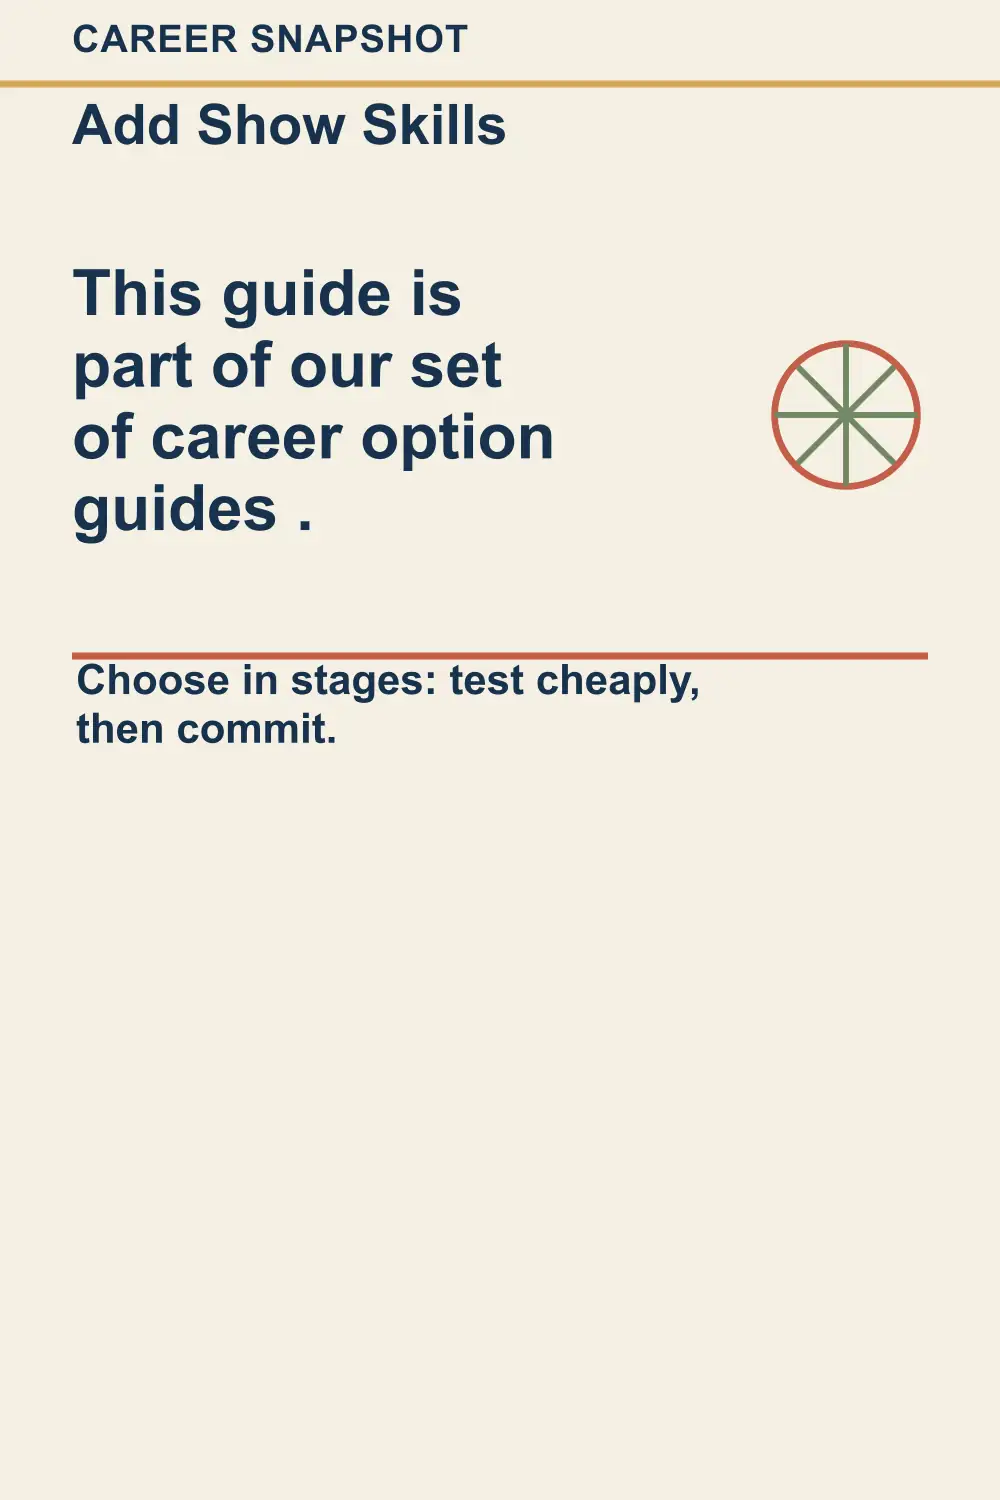 CAREER SNAPSHOT
Add Show Skills
This guide is
part of our set
of career option
guides .
Choose in stages: test cheaply,
then commit.